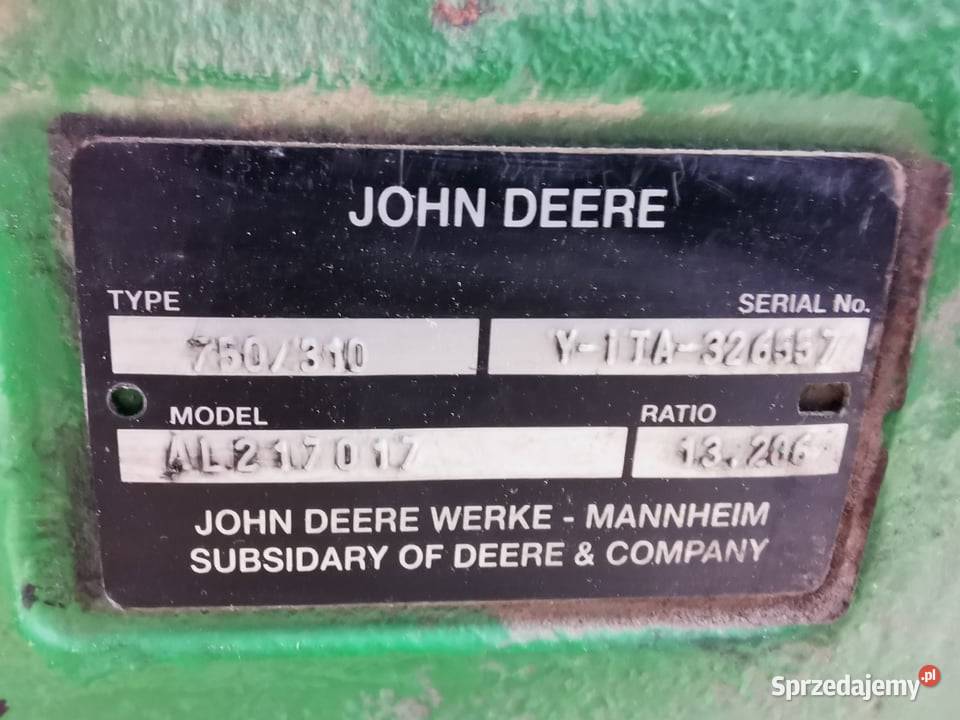 JOHN DEERE
TYPE
SERIAL No.
750/310
Y-1TA-326557
MODEL
RATIO
AL217017
13.286
JOHN DEERE WERKE - MANNHEIM
SUBSIDARY OF DEERE & COMPANY
Sprzedajemy.pl